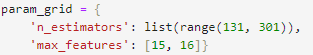 param_grid = {
    'n_estimators': list(range(131, 301)),
    'max_features': [15, 16]}